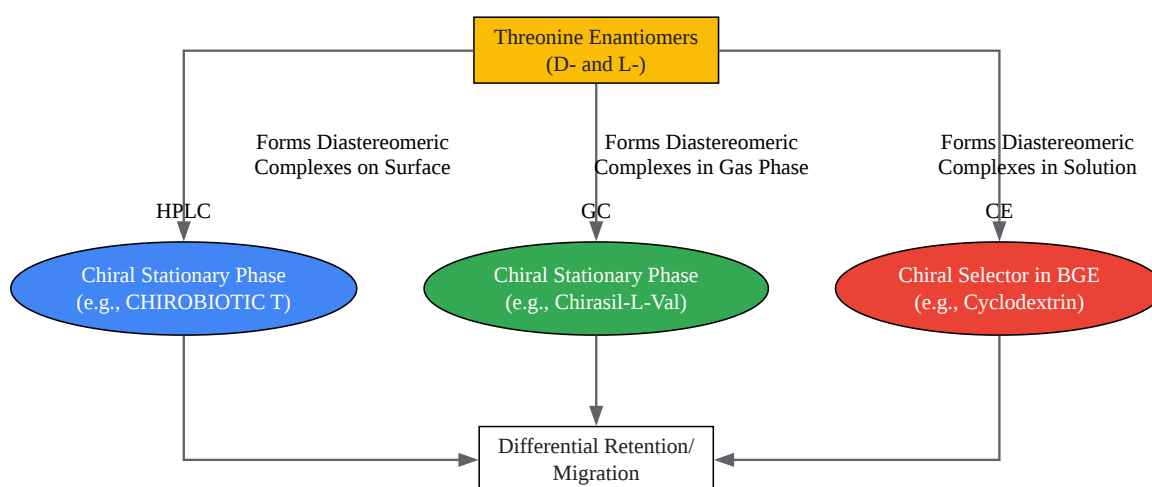 Threonine Enantiomers
(D- and L-)
Forms Diastereomeric
Complexes on Surface
Forms Diastereomeric
Complexes in Gas Phase
Forms Diastereomeric
Complexes in Solution
HPLC
GC
CE
Chiral Stationary Phase
(e.g., CHIROBIOTIC T)
Chiral Stationary Phase
(e.g., Chirasil-L-Val)
Chiral Selector in BGE
(e.g., Cyclodextrin)
Differential Retention/
Migration